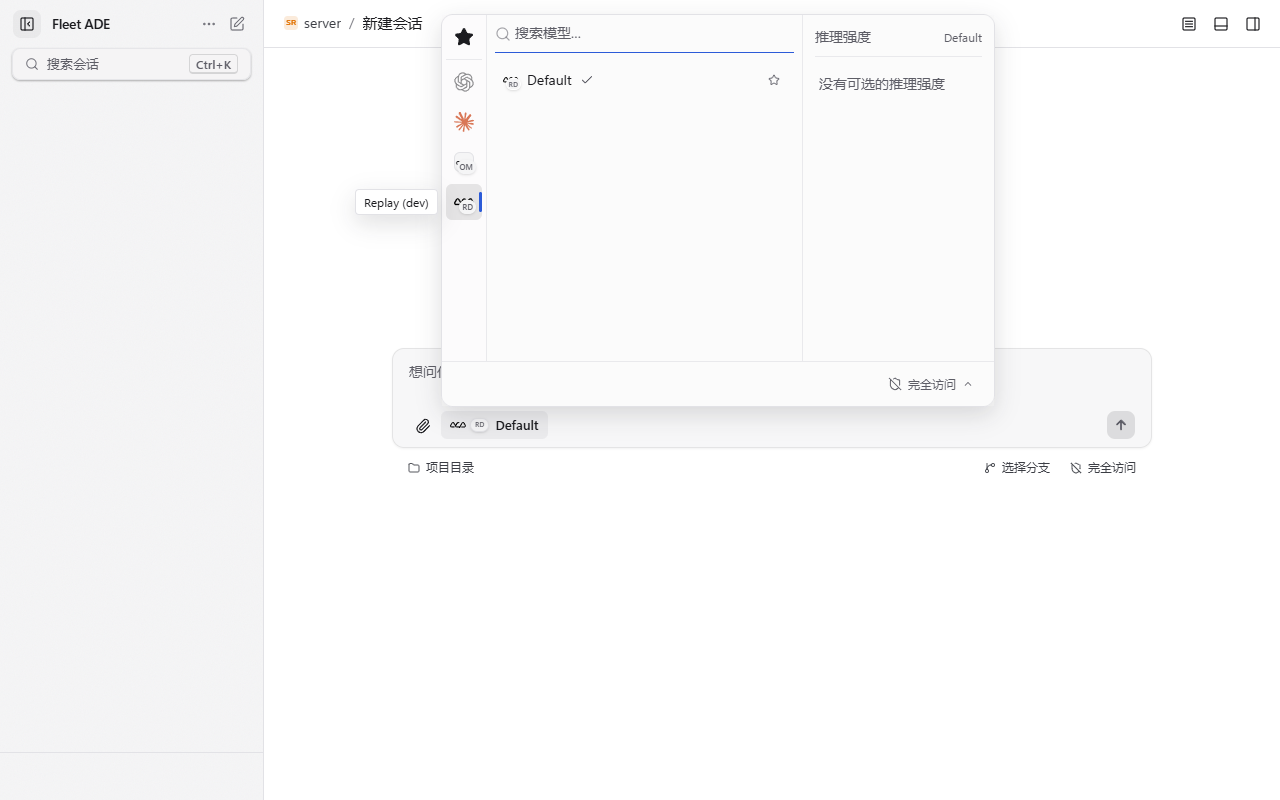 Fleet ADE
搜索会话
Ctrl+K
SR server / 新建会话
搜索模型...
RD Default
推理强度
Default
没有可选的推理强度
OM
RD
Replay (dev)
完全访问
想问
RD Default
项目目录
选择分支
完全访问